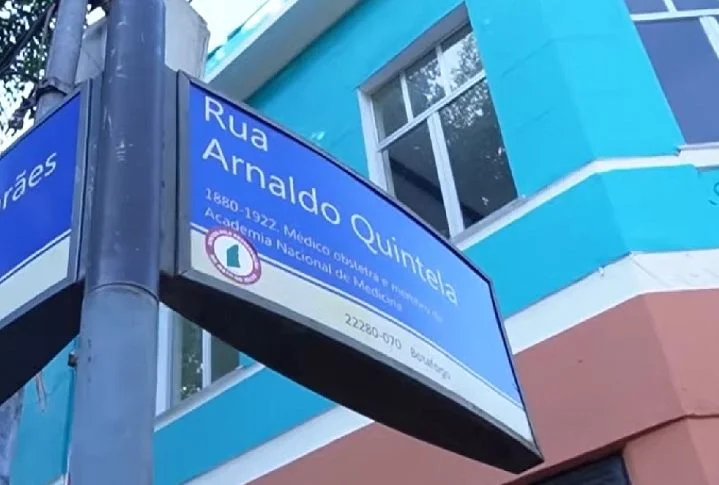 rães
Rua
Arnaldo Quintela
1880-1922. Médico obstetra e membro da
Academia Nacional de Medicina
22280-070 Botafogo